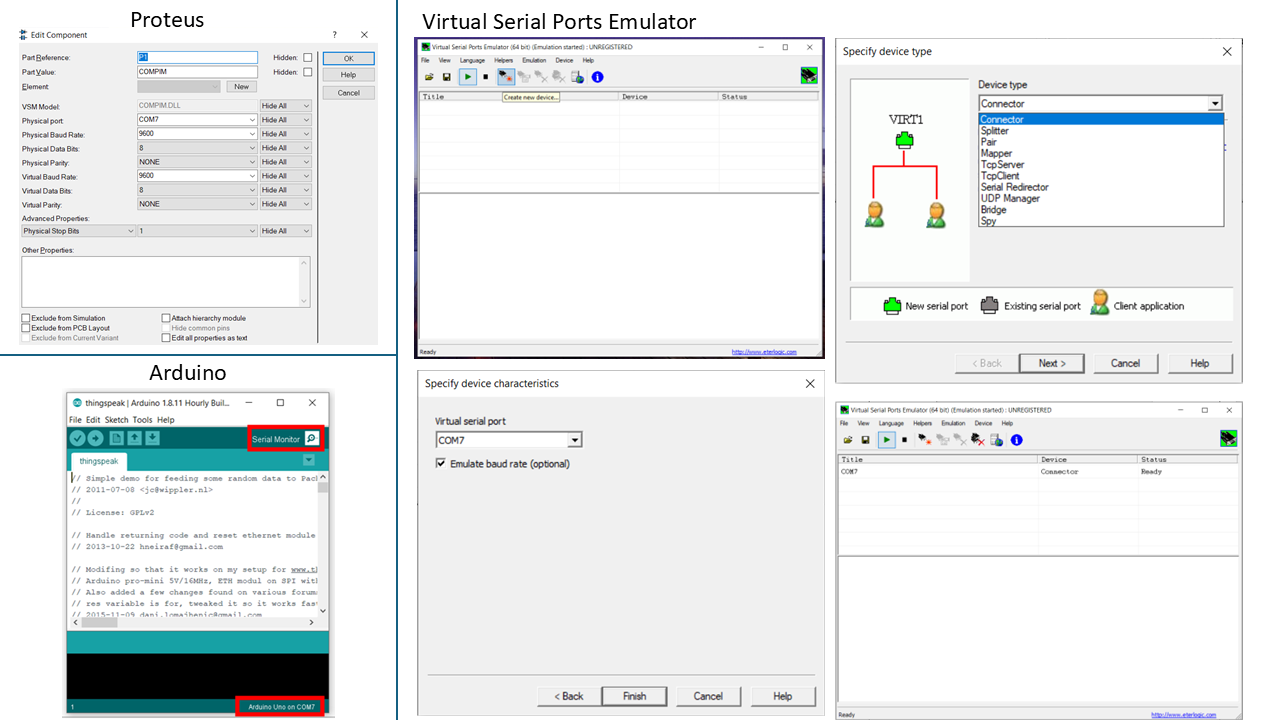 Proteus
Edit Component
?
Part Reference:
P1
Hidden:
OK
Part Value:
COMPIM
Hidden:
Help
Element:
New
Cancel
VSM Model:
COMPIM.DLL
Hide All
Physical port:
COM7
Hide All
Physical Baud Rate:
9600
Hide All
Physical Data Bits:
8
Hide All
Physical Parity:
NONE
Hide All
Virtual Baud Rate:
9600
Hide All
Virtual Data Bits:
8
Hide All
Virtual Parity:
NONE
Hide All
Advanced Properties:
Physical Stop Bits
1
Hide All
Other Properties:
Exclude from Simulation
Attach hierarchy module
Exclude from PCB Layout
Hide common pins
Exclude from Current Variant
Edit all properties as text
Arduino
thingspeak | Arduino 1.8.11 Hourly Buil...
File Edit Sketch Tools Help
Serial Monitor
thingspeak
// Simple demo for feeding some random data to Pac
// 2011-07-08 <jc@wippler.nl>
//
// License: GPLv2
// Handle returning code and reset ethernet module
// 2013-10-22 hneiraf@gmail.com
// Modifing so that it works on my setup for www.t
// Arduino pro-mini 5V/16MHz, ETH modul on SPI wit
// Also added a few changes found on various forum
// res variable is for, tweaked it so it works fas
// 2015-11-09 dani.lomajhenic@gmail.com
1
Arduino Uno on COM7
Virtual Serial Ports Emulator
Virtual Serial Ports Emulator (64 bit) (Emulation started) : UNREGISTERED
File View Language Helpers Emulation Device Help
Create new device...
Title Device Status
Ready
http://www.eterlogic.com
Specify device type
Device type
Connector
VIRT1
Connector
Splitter
Pair
Mapper
TcpServer
TcpClient
Serial Redirector
UDP Manager
Bridge
Spy
New serial port
Existing serial port
Client application
< Back
Next >
Cancel
Help
Specify device characteristics
Virtual serial port
COM7
Emulate baud rate (optional)
< Back
Finish
Cancel
Help
Virtual Serial Ports Emulator (64 bit) (Emulation started) : UNREGISTERED
File View Language Helpers Emulation Device Help
Title Device Status
COM7 Connector Ready
Ready
http://www.eterlogic.com